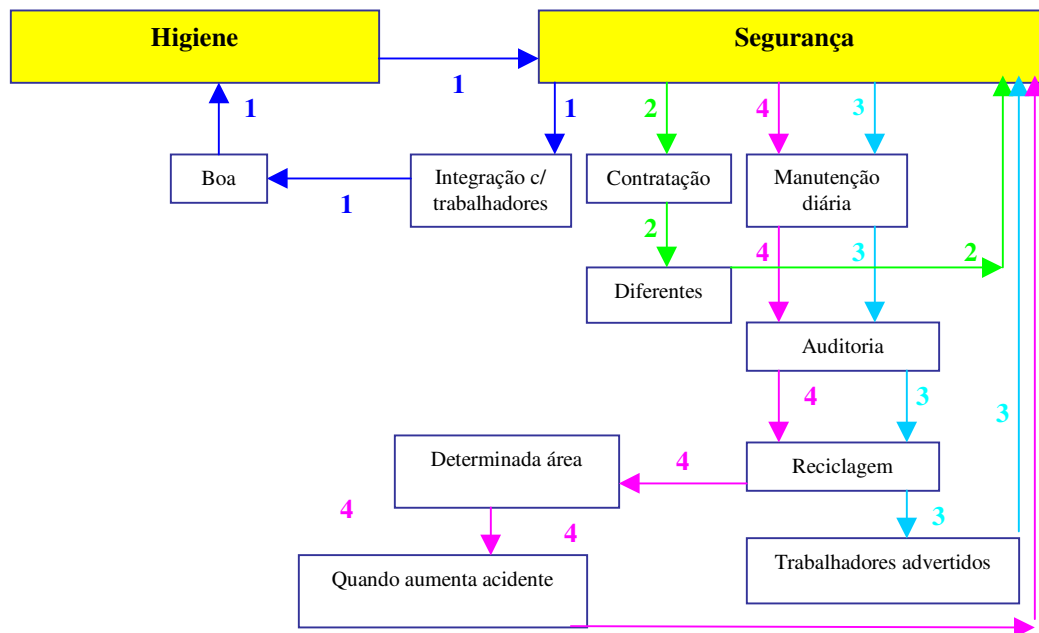 Higiene
Segurança
1
1
1
2
4
3
Boa
Integração c/
trabalhadores
Contratação
Manutenção
diária
1
2
4
3
2
Diferentes
Auditoria
4
3
3
Determinada área
4
Reciclagem
4
4
3
Quando aumenta acidente
Trabalhadores advertidos